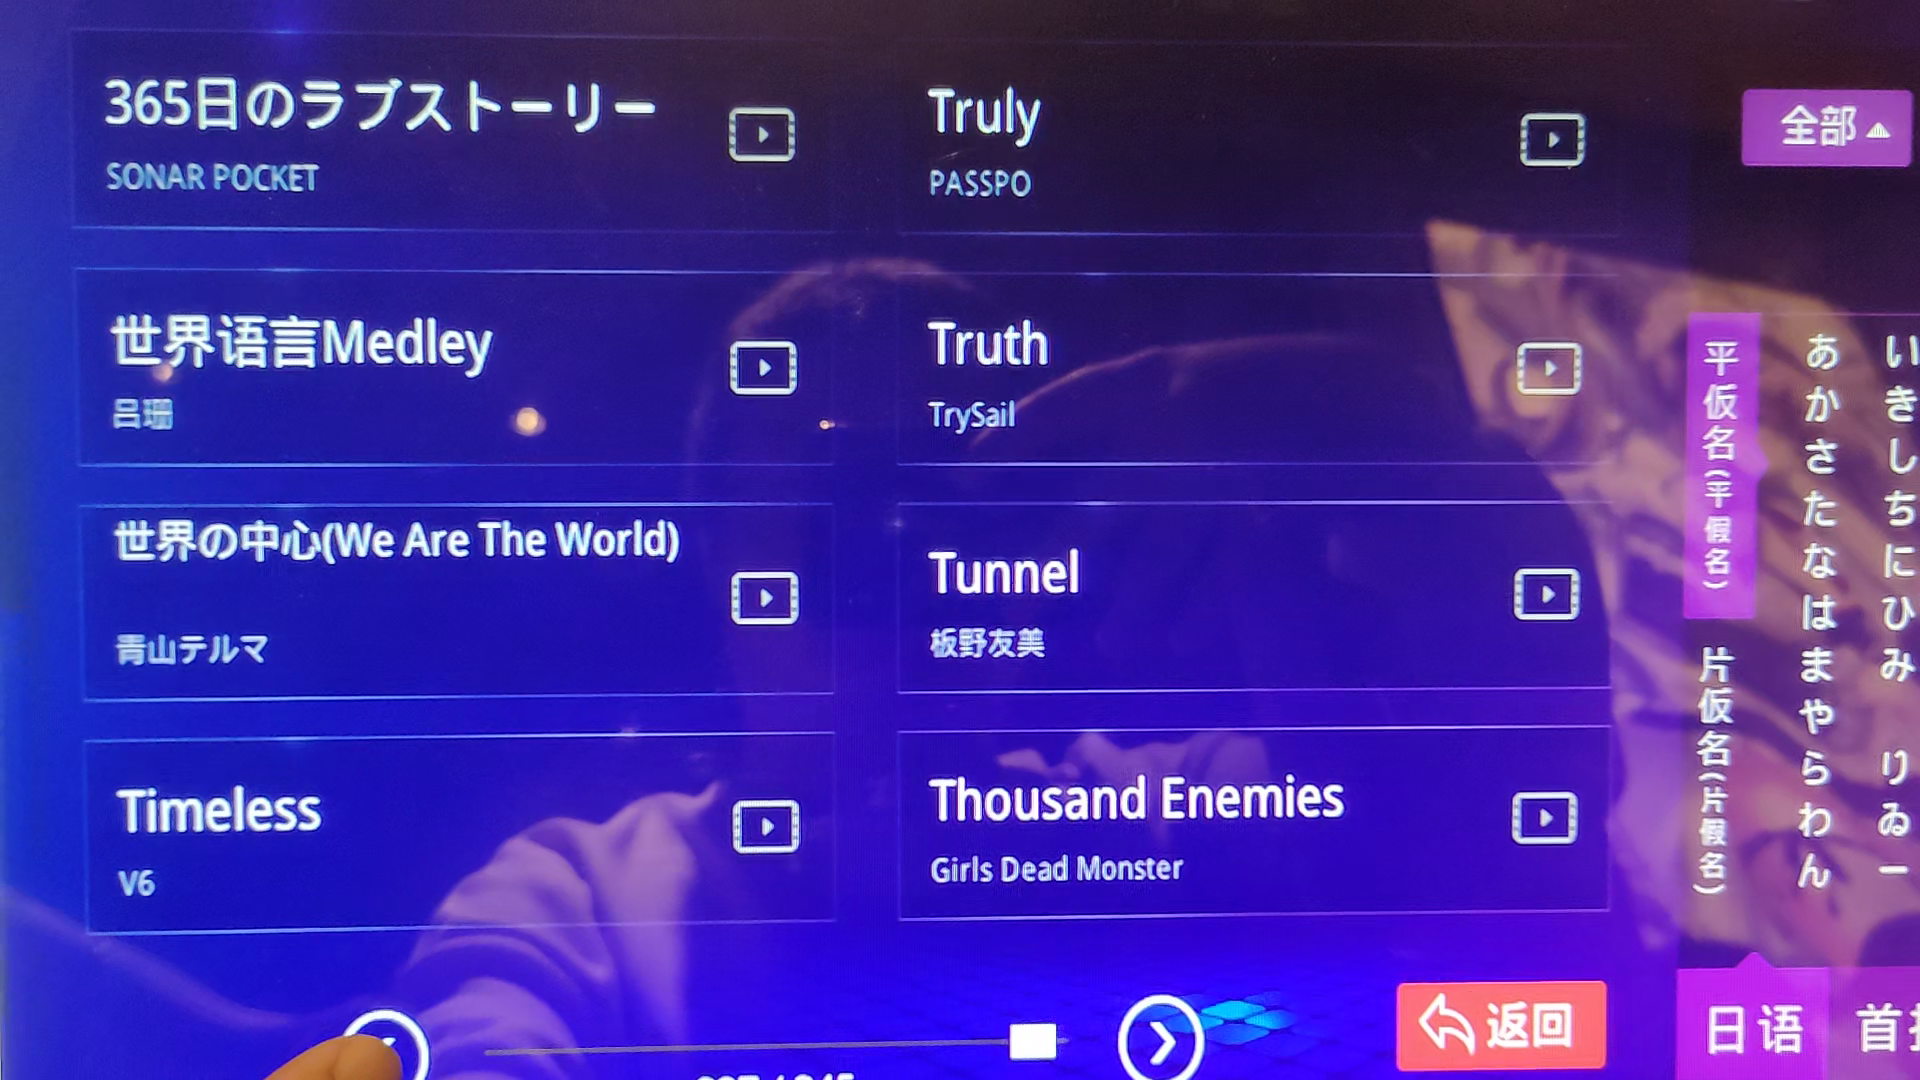 365日のラブストーリー
SONAR POCKET
Truly
PASSPO
世界语言Medley
吕珊
Truth
TrySail
世界の中心(We Are The World)
青山テルマ
Tunnel
板野友美
Timeless
V6
Thousand Enemies
Girls Dead Monster
返回
全部
平仮名(平假名)
片仮名(片假名)
あかさたなはまやらわん
いきしちにひみ りゐー
日语
首